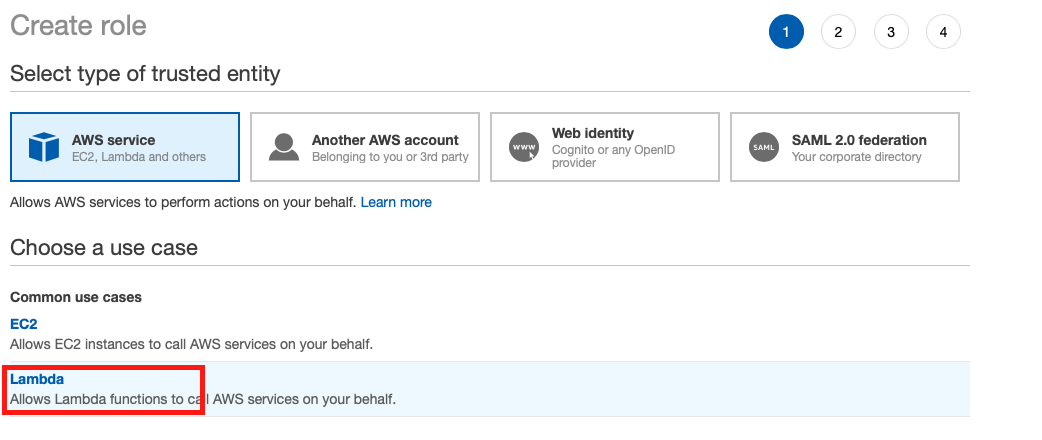 Create role
1 2 3 4
Select type of trusted entity
AWS service
EC2, Lambda and others
Another AWS account
Belonging to you or 3rd party
www
Web identity
Cognito or any OpenID
provider
SAML
SAML 2.0 federation
Your corporate directory
Allows AWS services to perform actions on your behalf. Learn more
Choose a use case
Common use cases
EC2
Allows EC2 instances to call AWS services on your behalf.
Lambda
Allows Lambda functions to call AWS services on your behalf.